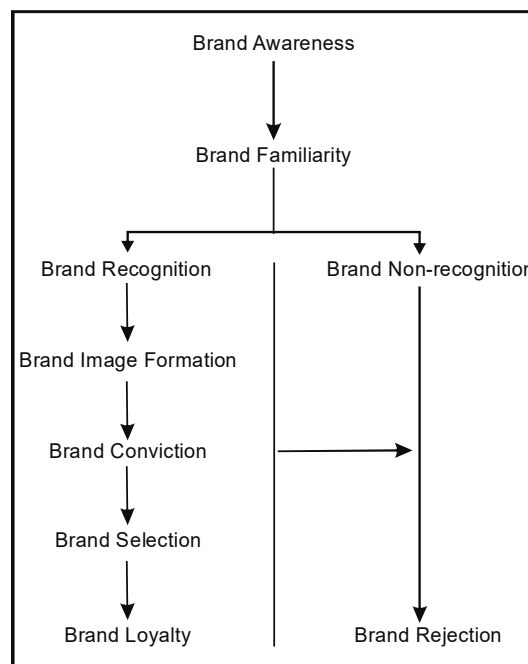 Brand Awareness
Brand Familiarity
Brand Recognition
Brand Non-recognition
Brand Image Formation
Brand Conviction
Brand Selection
Brand Loyalty
Brand Rejection